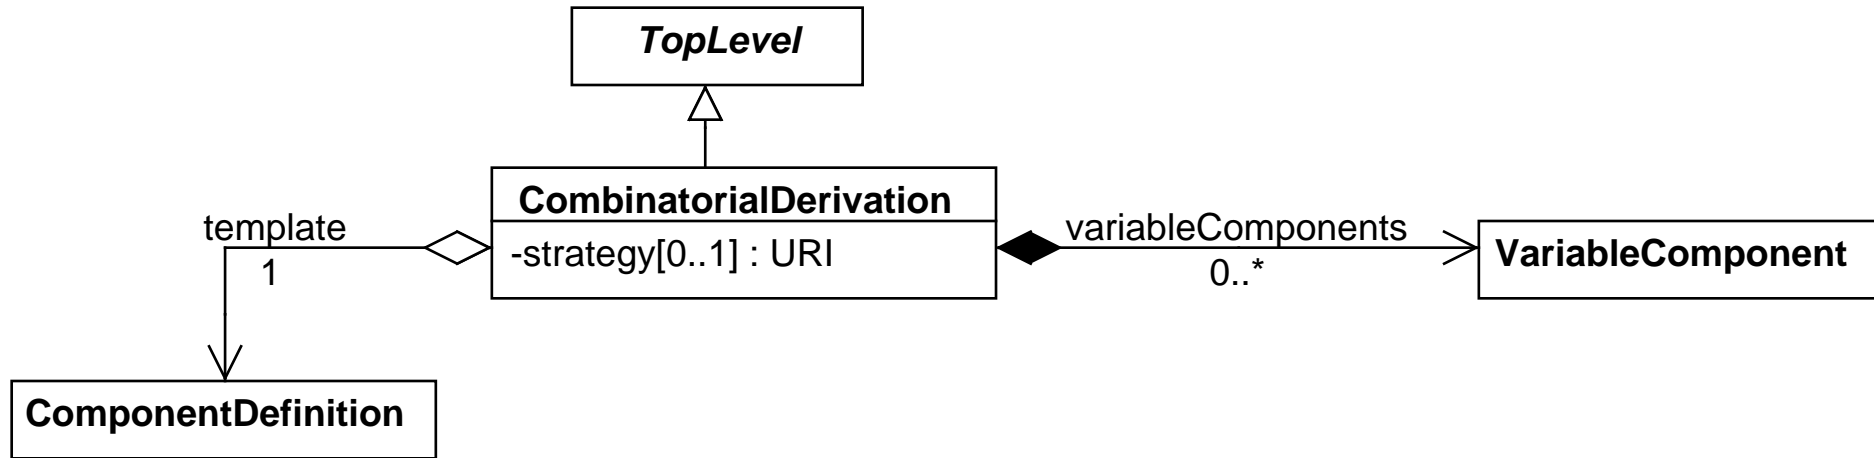 TopLevel
CombinatorialDerivation
-strategy[0..1] : URI
template
1
variableComponents
0..*
VariableComponent
ComponentDefinition